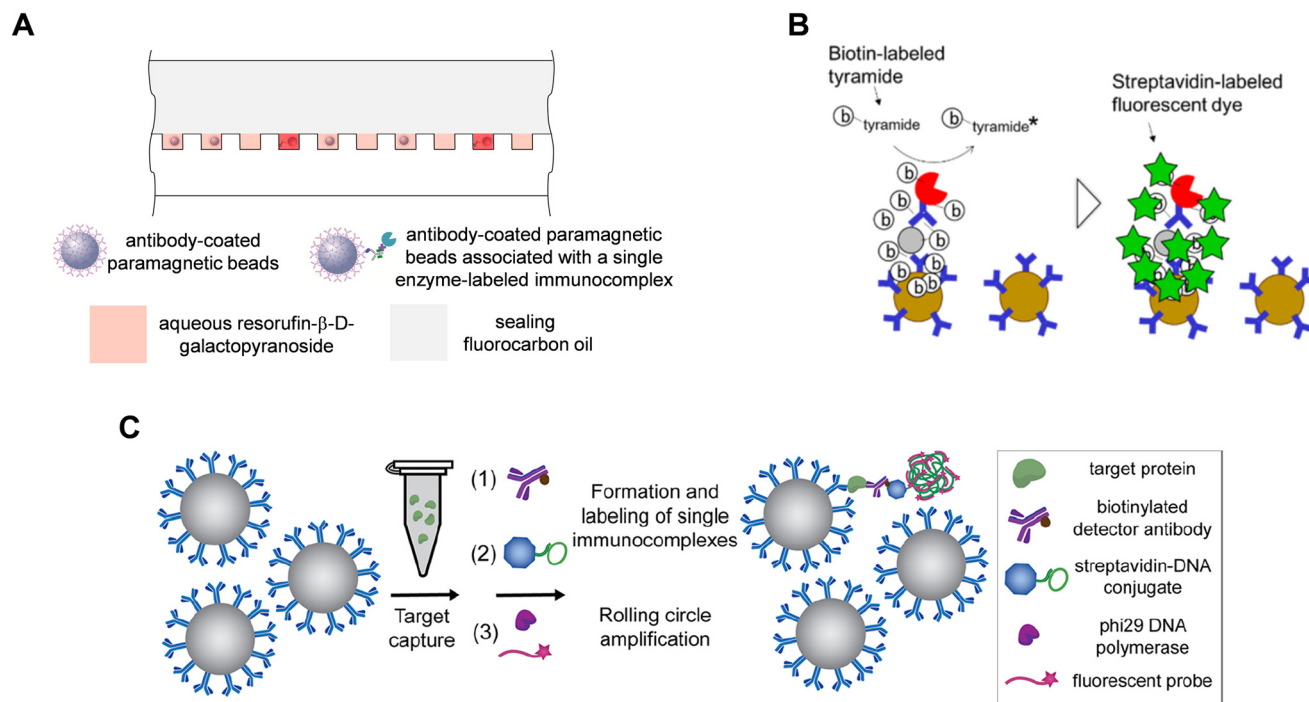 A
antibody-coated
paramagnetic beads
antibody-coated paramagnetic
beads associated with a single
enzyme-labeled immunocomplex
aqueous resorufin-β-D-
galactopyranoside
sealing
fluorocarbon oil
B
Biotin-labeled
tyramide
b tyramide
b tyramide*
b
b
b
b
b
b
b
b
b
Streptavidin-labeled
fluorescent dye
b
b
C
Target
capture
(1)
(2)
(3)
Formation and
labeling of single
immunocomplexes
Rolling circle
amplification
target protein
biotinylated
detector antibody
streptavidin-DNA
conjugate
phi29 DNA
polymerase
fluorescent probe